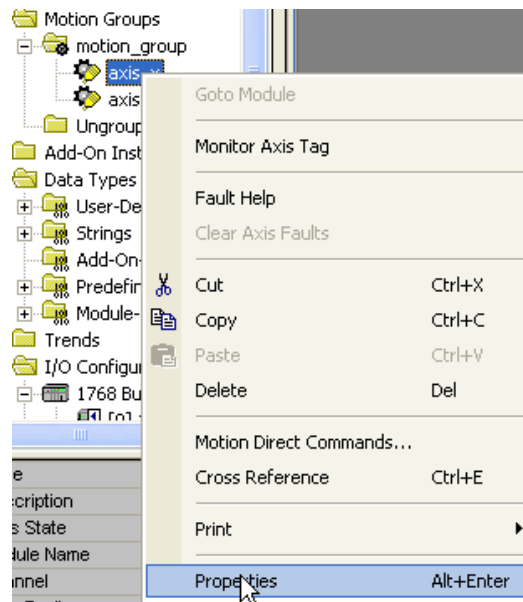 Motion Groups
motion_group
axis_x
axis
Ungroup
Add-On Inst
Data Types
User-De
Strings
Add-On-
Predefin
Module-
Trends
I/O Configu
1768 Bu
[0]
e
cription
s State
dule Name
nnel
Goto Module
Monitor Axis Tag
Fault Help
Clear Axis Faults
Cut Ctrl+X
Copy Ctrl+C
Paste Ctrl+V
Delete Del
Motion Direct Commands...
Cross Reference Ctrl+E
Print
Properties Alt+Enter